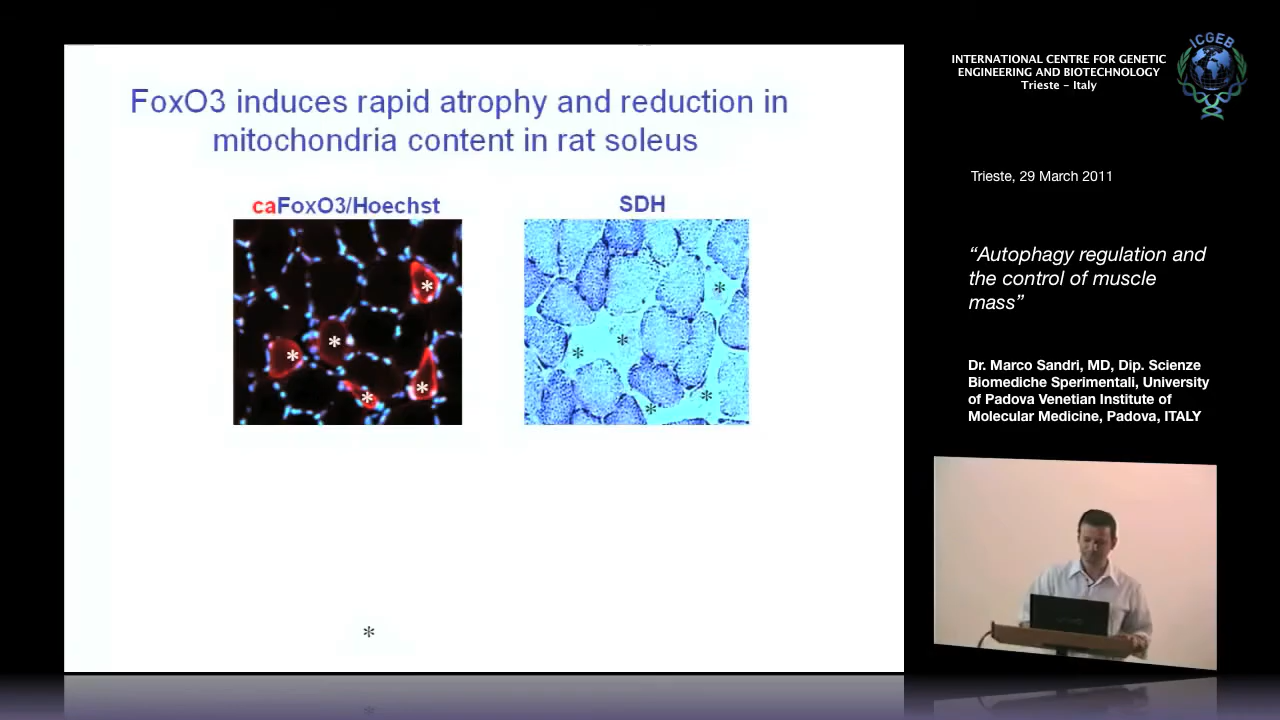 FoxO3 induces rapid atrophy and reduction in
mitochondria content in rat soleus
caFoxO3/Hoechst
SDH
*
*
*
*
*
*
*
*
*
*
*
INTERNATIONAL CENTRE FOR GENETIC
ENGINEERING AND BIOTECHNOLOGY
Trieste – Italy
ICGEB
Trieste, 29 March 2011
“Autophagy regulation and
the control of muscle
mass”
Dr. Marco Sandri, MD, Dip. Scienze
Biomediche Sperimentali, University
of Padova Venetian Institute of
Molecular Medicine, Padova, ITALY